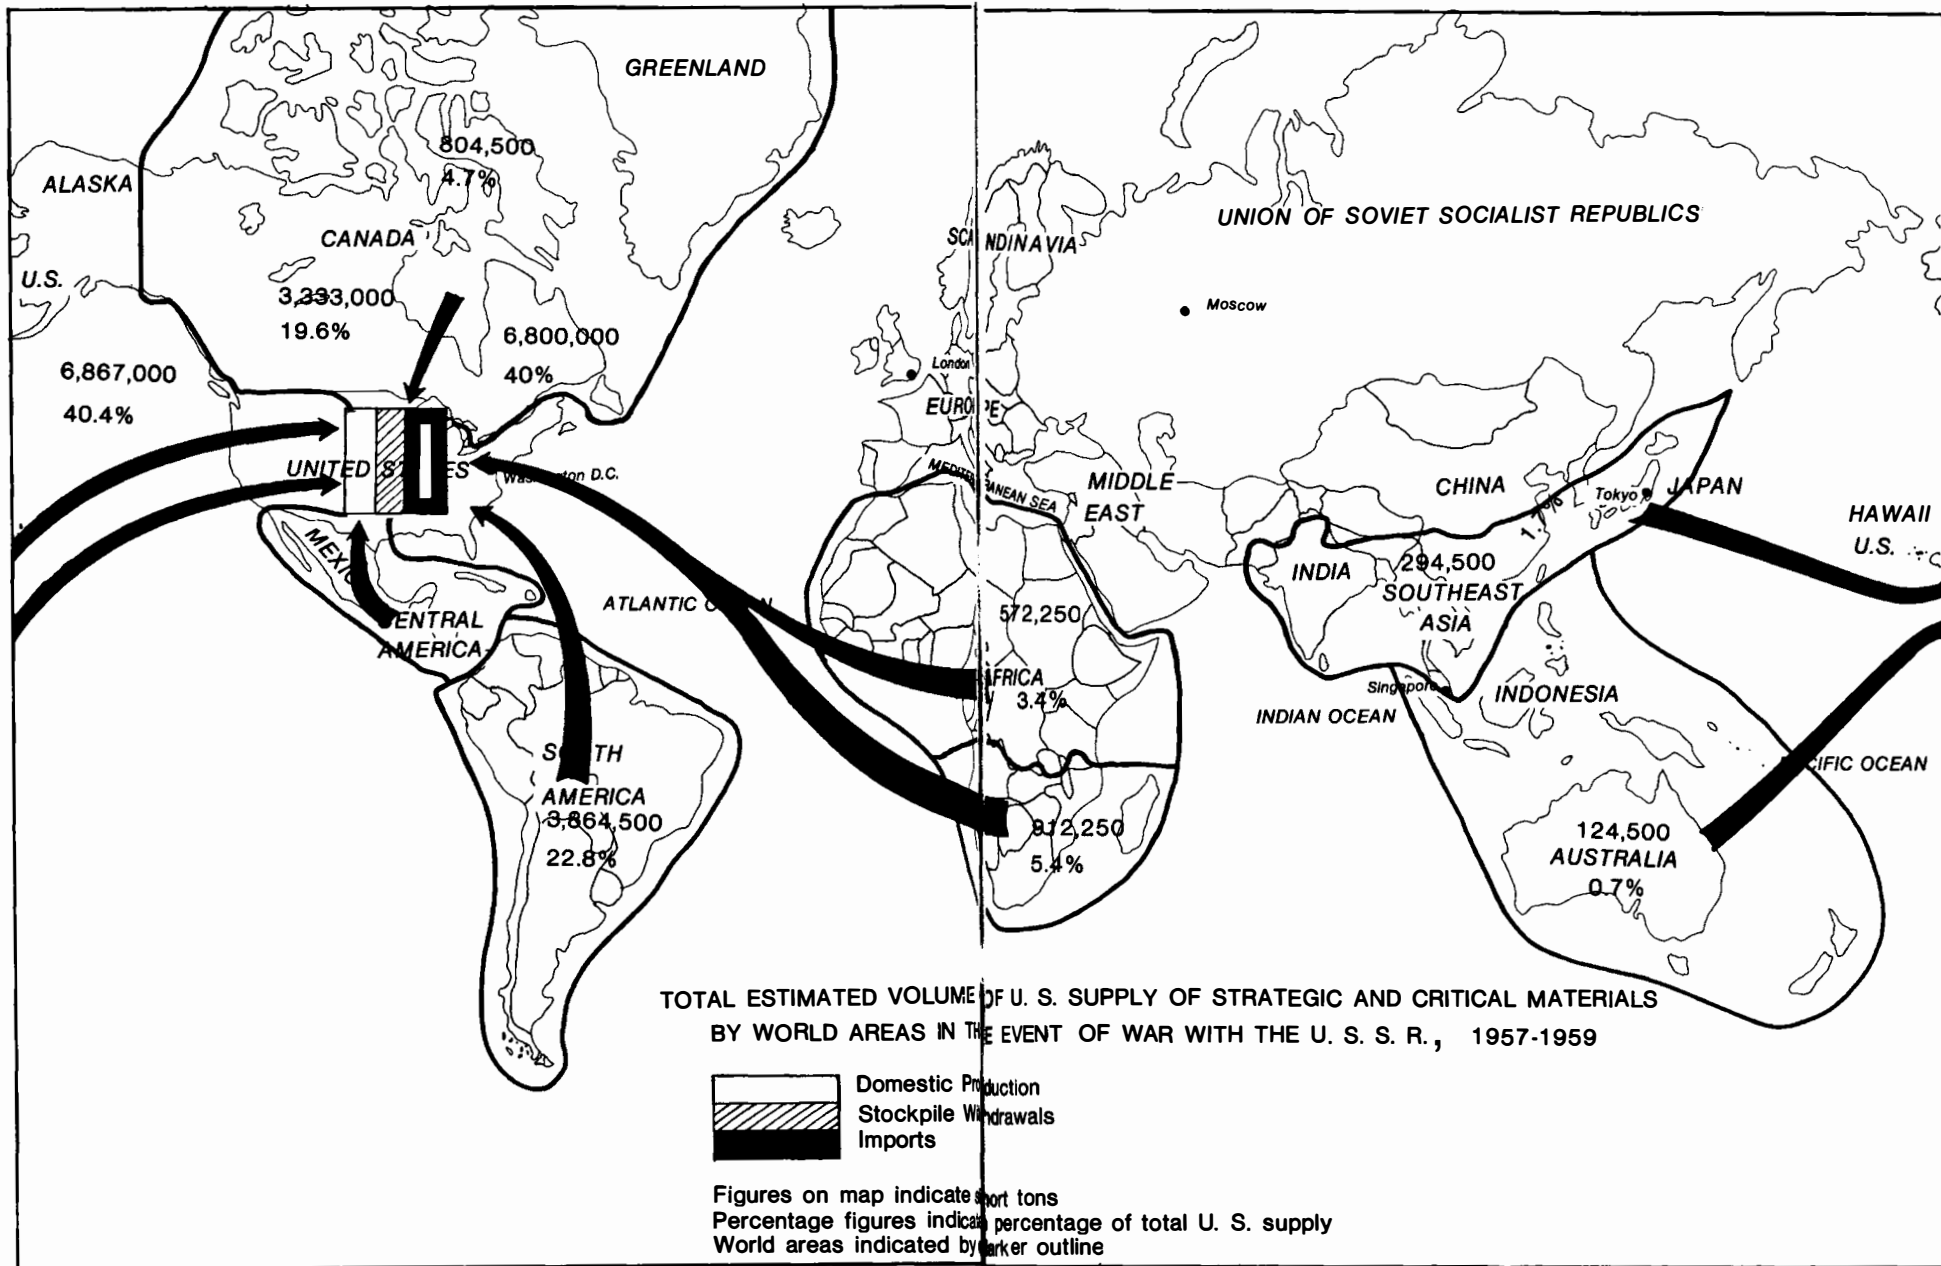 GREENLAND
804,500
4.7%
ALASKA
CANADA
U.S.
3,333,000
19.6%
6,800,000
40%
6,867,000
40.4%
UNITED STATES
Washington D.C.
MEXICO
CENTRAL
AMERICA
ATLANTIC OCEAN
SOUTH
AMERICA
3,864,500
22.8%
SCANDINAVIA
UNION OF SOVIET SOCIALIST REPUBLICS
Moscow
London
EUROPE
MEDITERRANEAN SEA
MIDDLE
EAST
CHINA
1.7%
Tokyo
JAPAN
HAWAII
U.S.
INDIA
294,500
SOUTHEAST
ASIA
572,250
AFRICA
3.4%
Singapore
INDONESIA
INDIAN OCEAN
PACIFIC OCEAN
912,250
5.4%
124,500
AUSTRALIA
0.7%
TOTAL ESTIMATED VOLUME OF U. S. SUPPLY OF STRATEGIC AND CRITICAL MATERIALS
BY WORLD AREAS IN THE EVENT OF WAR WITH THE U. S. S. R., 1957-1959
Domestic Production
Stockpile Withdrawals
Imports
Figures on map indicate short tons
Percentage figures indicate percentage of total U. S. supply
World areas indicated by darker outline